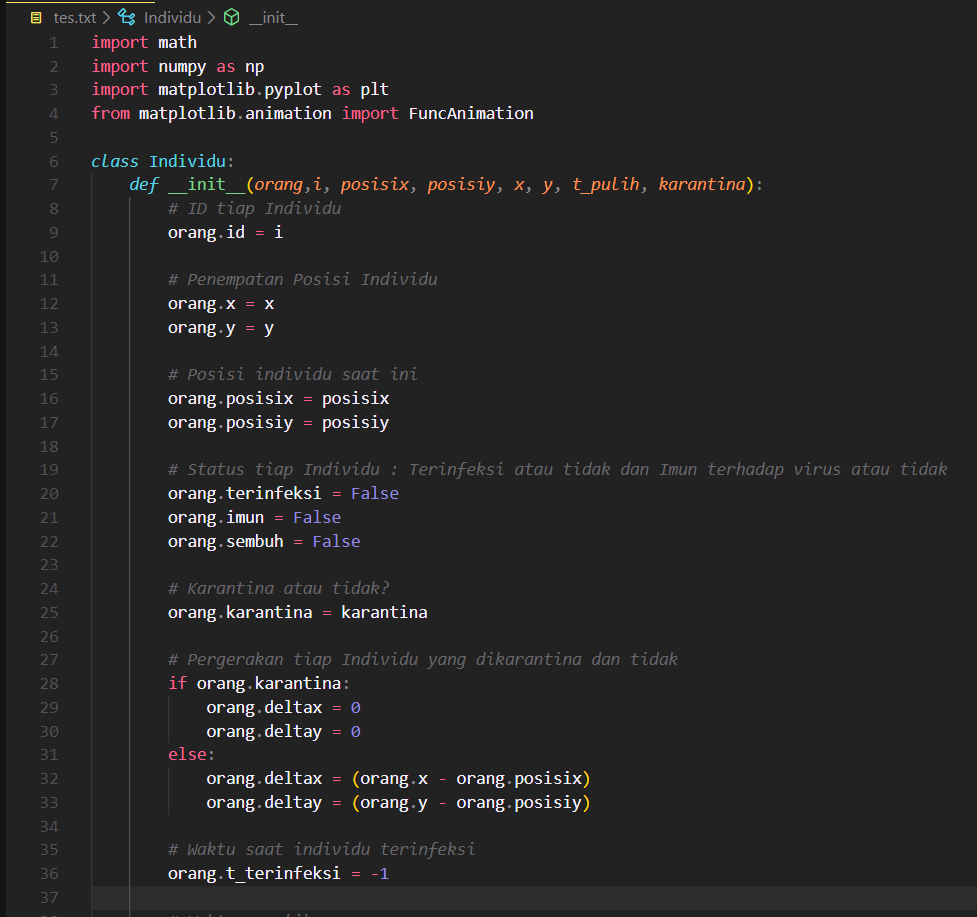 tes.txt > Individu > __init__
1 import math
2 import numpy as np
3 import matplotlib.pyplot as plt
4 from matplotlib.animation import FuncAnimation
5
6 class Individu:
7 def __init__(orang,i, posisix, posisiy, x, y, t_pulih, karantina):
8 # ID tiap Individu
9 orang.id = i
10
11 # Penempatan Posisi Individu
12 orang.x = x
13 orang.y = y
14
15 # Posisi individu saat ini
16 orang.posisix = posisix
17 orang.posisiy = posisiy
18
19 # Status tiap Individu : Terinfeksi atau tidak dan Imun terhadap virus atau tidak
20 orang.terinfeksi = False
21 orang.imun = False
22 orang.sembuh = False
23
24 # Karantina atau tidak?
25 orang.karantina = karantina
26
27 # Pergerakan tiap Individu yang dikarantina dan tidak
28 if orang.karantina:
29 orang.deltax = 0
30 orang.deltay = 0
31 else:
32 orang.deltax = (orang.x - orang.posisix)
33 orang.deltay = (orang.y - orang.posisiy)
34
35 # Waktu saat individu terinfeksi
36 orang.t_terinfeksi = -1
37